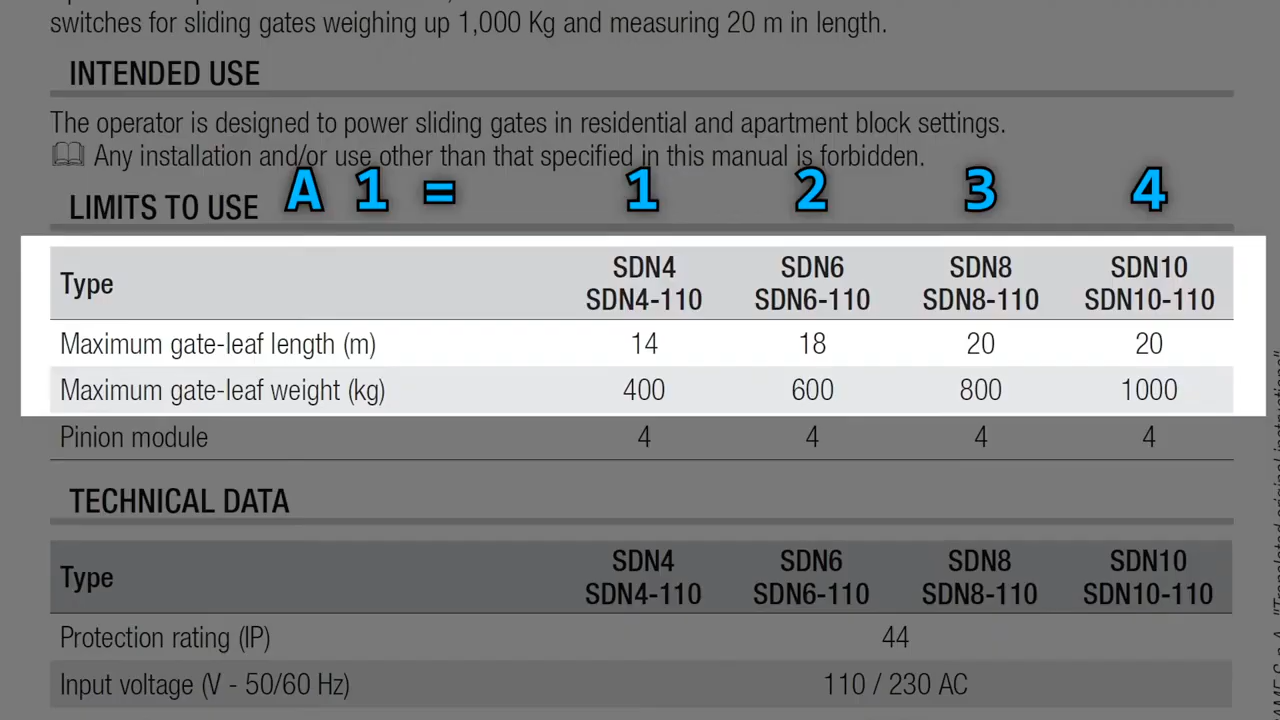 switches for sliding gates weighing up 1,000 Kg and measuring 20 m in length.
INTENDED USE
The operator is designed to power sliding gates in residential and apartment block settings.
Any installation and/or use other than that specified in this manual is forbidden.
A 1 = 1 2 3 4
LIMITS TO USE
Type SDN4 SDN4-110 SDN6 SDN6-110 SDN8 SDN8-110 SDN10 SDN10-110
Maximum gate-leaf length (m) 14 18 20 20
Maximum gate-leaf weight (kg) 400 600 800 1000
Pinion module 4 4 4 4
TECHNICAL DATA
Type SDN4 SDN4-110 SDN6 SDN6-110 SDN8 SDN8-110 SDN10 SDN10-110
Protection rating (IP) 44
Input voltage (V - 50/60 Hz) 110 / 230 AC